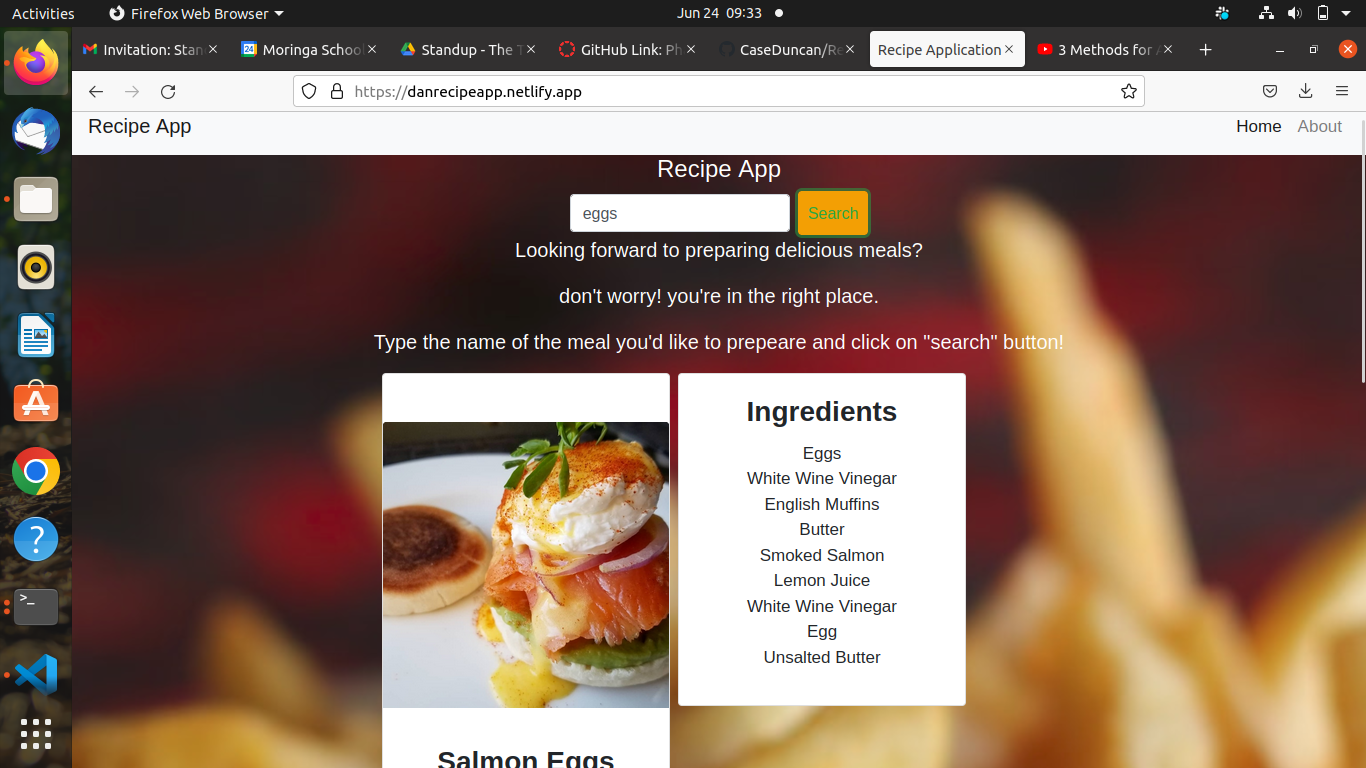 Activities Firefox Web Browser Jun 24 09:33
Invitation: Stan Moringa School Standup - The T GitHub Link: Ph CaseDuncan/Re Recipe Application 3 Methods for A
24
https://danrecipeapp.netlify.app
Recipe App Home About
Recipe App
eggs Search
Looking forward to preparing delicious meals?
don't worry! you're in the right place.
Type the name of the meal you'd like to prepeare and click on "search" button!
Ingredients
Eggs
White Wine Vinegar
English Muffins
Butter
Smoked Salmon
Lemon Juice
White Wine Vinegar
Egg
Unsalted Butter
Salmon Eggs